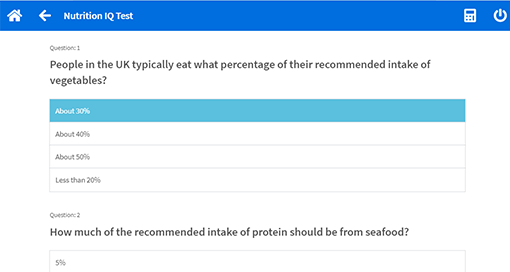 Nutrition IQ Test
Question: 1
People in the UK typically eat what percentage of their recommended intake of
vegetables?
About 30%
About 40%
About 50%
Less than 20%
Question: 2
How much of the recommended intake of protein should be from seafood?
5%